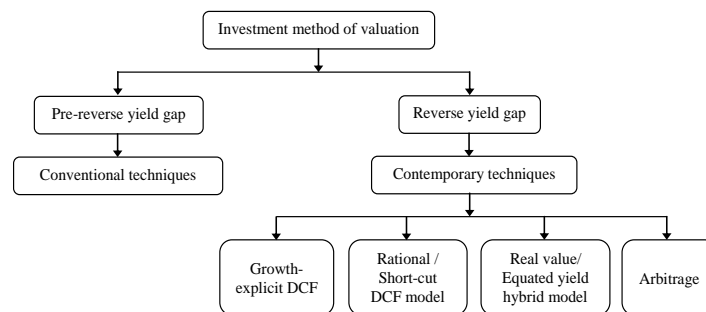 Investment method of valuation
Pre-reverse yield gap
Reverse yield gap
Conventional techniques
Contemporary techniques
Growth-
explicit DCF
Rational /
Short-cut
DCF model
Real value/
Equated yield
hybrid model
Arbitrage